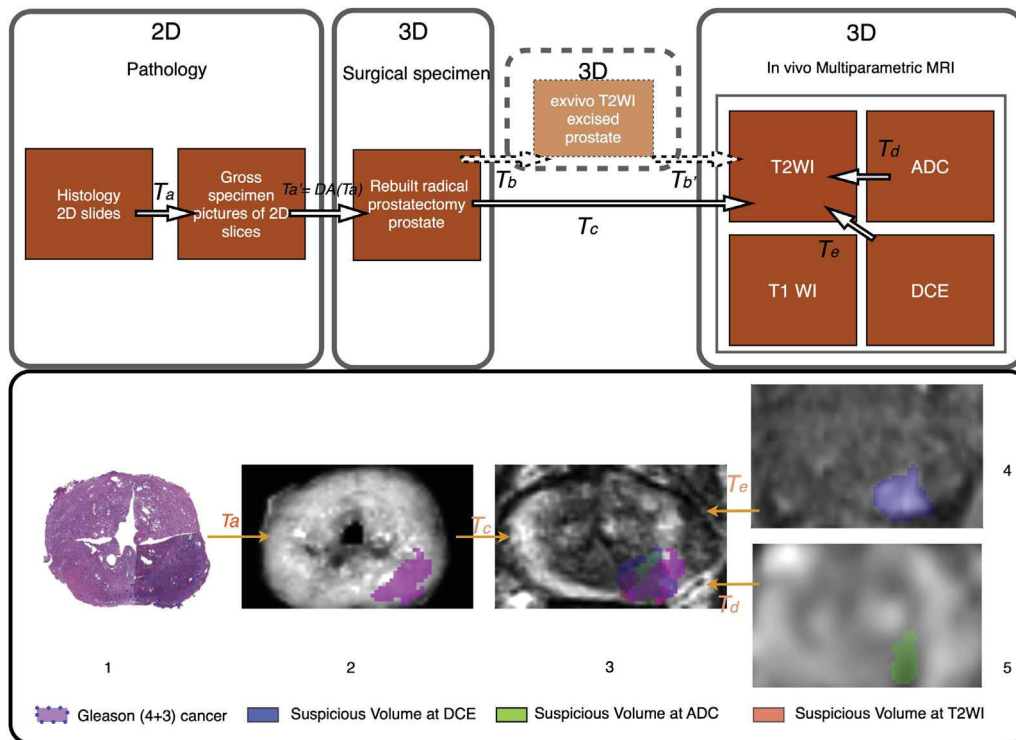 2D
Pathology
Histology
2D slides
Ta
Gross
specimen
pictures of 2D
slices
Ta'= DA(Ta)
3D
Surgical specimen
Rebuilt radical
prostatectomy
prostate
3D
exvivo T2WI
excised
prostate
Tb
Tb'
Tc
3D
In vivo Multiparametric MRI
T2WI
Td
ADC
Te
T1 WI
DCE
Ta
Tc
Te
Td
4
1
2
3
5
Gleason (4+3) cancer
Suspicious Volume at DCE
Suspicious Volume at ADC
Suspicious Volume at T2WI